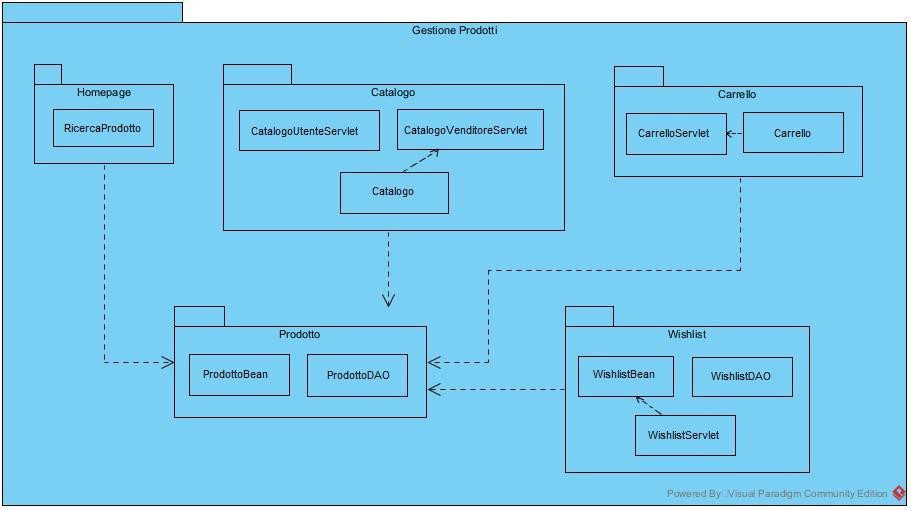 Gestione Prodotti
Homepage
RicercaProdotto
Catalogo
CatalogoUtenteServlet
CatalogoVenditoreServlet
Catalogo
Carrello
CarrelloServlet
Carrello
Prodotto
ProdottoBean
ProdottoDAO
Wishlist
WishlistBean
WishlistDAO
WishlistServlet
Powered By Visual Paradigm Community Edition